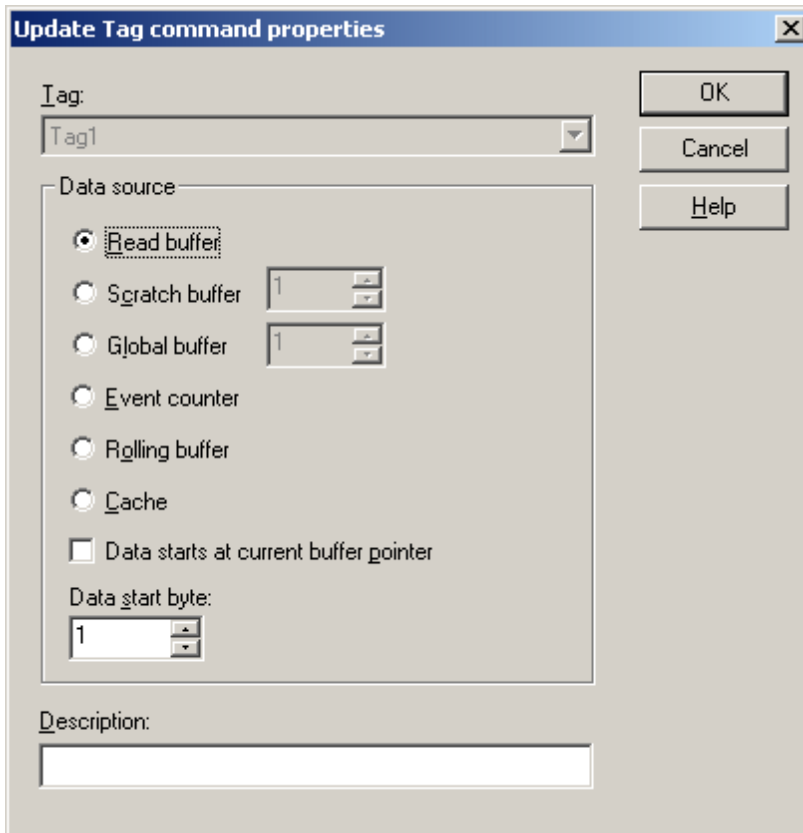 Update Tag command properties
Tag:
Tag1
OK
Cancel
Help
Data source
Read buffer
Scratch buffer 1
Global buffer 1
Event counter
Rolling buffer
Cache
Data starts at current buffer pointer
Data start byte:
1
Description: